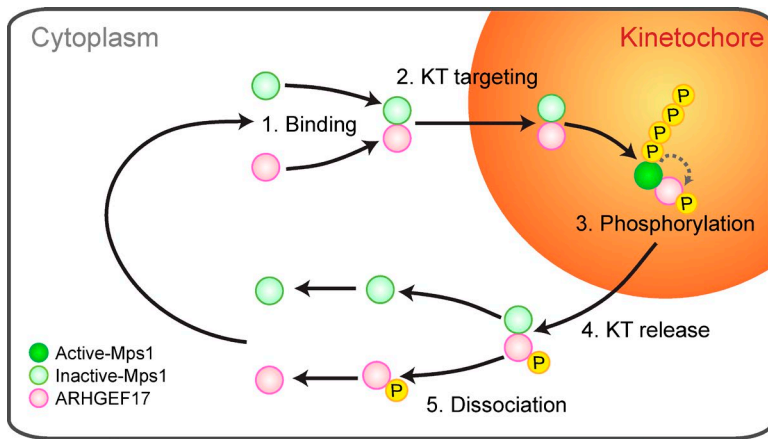 Cytoplasm
Kinetochore
2. KT targeting
1. Binding
P
P
P
P
P
3. Phosphorylation
4. KT release
P
P
5. Dissociation
Active-Mps1
Inactive-Mps1
ARHGEF17